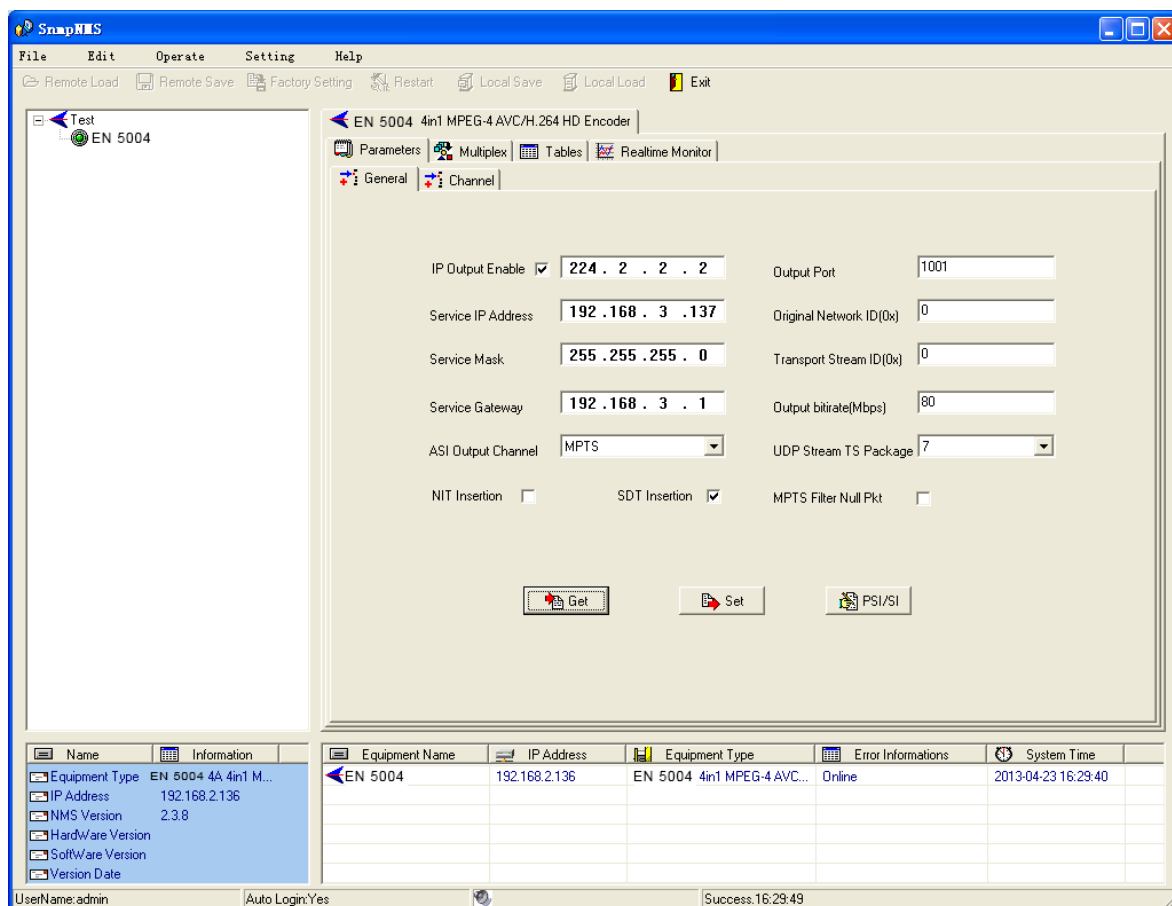 SnmpNMS
File Edit Operate Setting Help
Remote Load Remote Save Factory Setting Restart Local Save Local Load Exit
Test
EN 5004
EN 5004 4in1 MPEG-4 AVC/H.264 HD Encoder
Parameters Multiplex Tables Realtime Monitor
General Channel
IP Output Enable 224 . 2 . 2 . 2 Output Port 1001
Service IP Address 192 .168 . 3 .137 Original Network ID(0x) 0
Service Mask 255 .255 .255 . 0 Transport Stream ID(0x) 0
Service Gateway 192 .168 . 3 . 1 Output bitirate(Mbps) 80
ASI Output Channel MPTS UDP Stream TS Package 7
NIT Insertion SDT Insertion MPTS Filter Null Pkt
Get Set PSI/SI
Name Information
Equipment Type EN 5004 4A 4in1 M...
IP Address 192.168.2.136
NMS Version 2.3.8
HardWare Version
SoftWare Version
Version Date
Equipment Name IP Address Equipment Type Error Informations System Time
EN 5004 192.168.2.136 EN 5004 4in1 MPEG-4 AVC... Online 2013-04-23 16:29:40
UserName:admin Auto Login:Yes Success.16:29:49